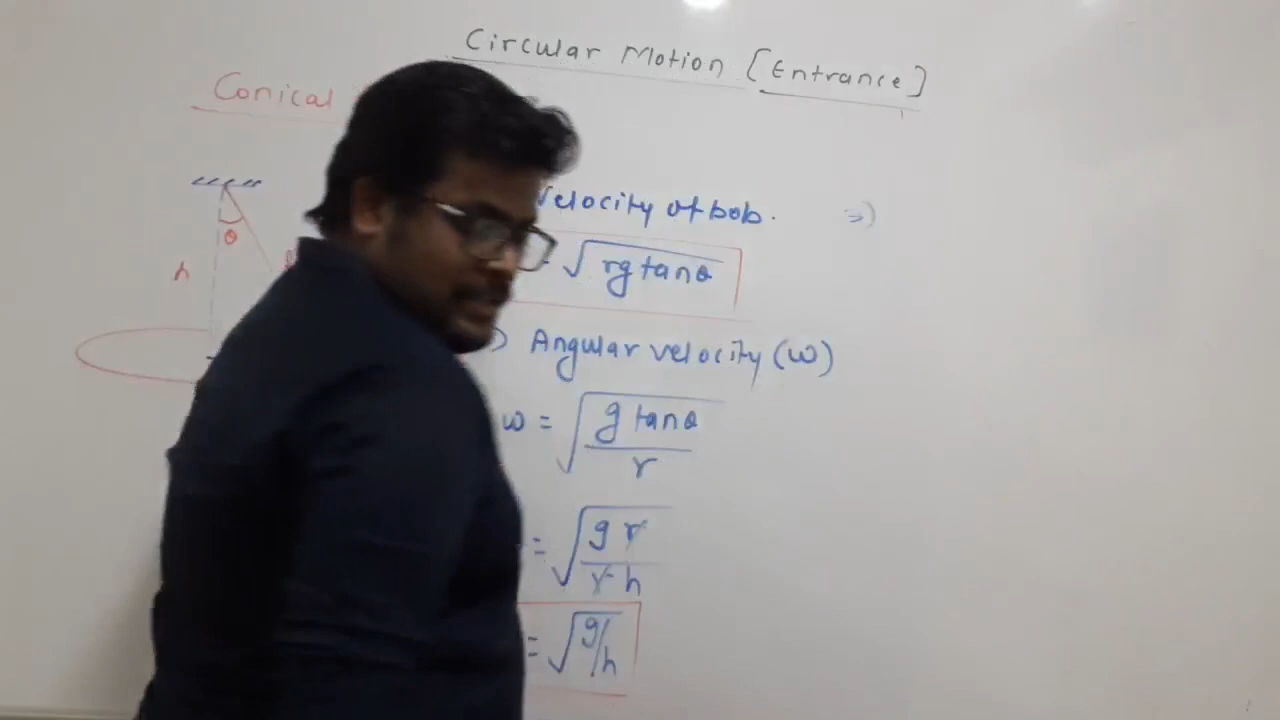 Circular Motion [Entrance]
Conical
θ
h
Velocity of bob. =>)
= √rg tanθ
) Angular velocity (ω)
ω = √g tanθ / r
= √g r / r h
= √g/h